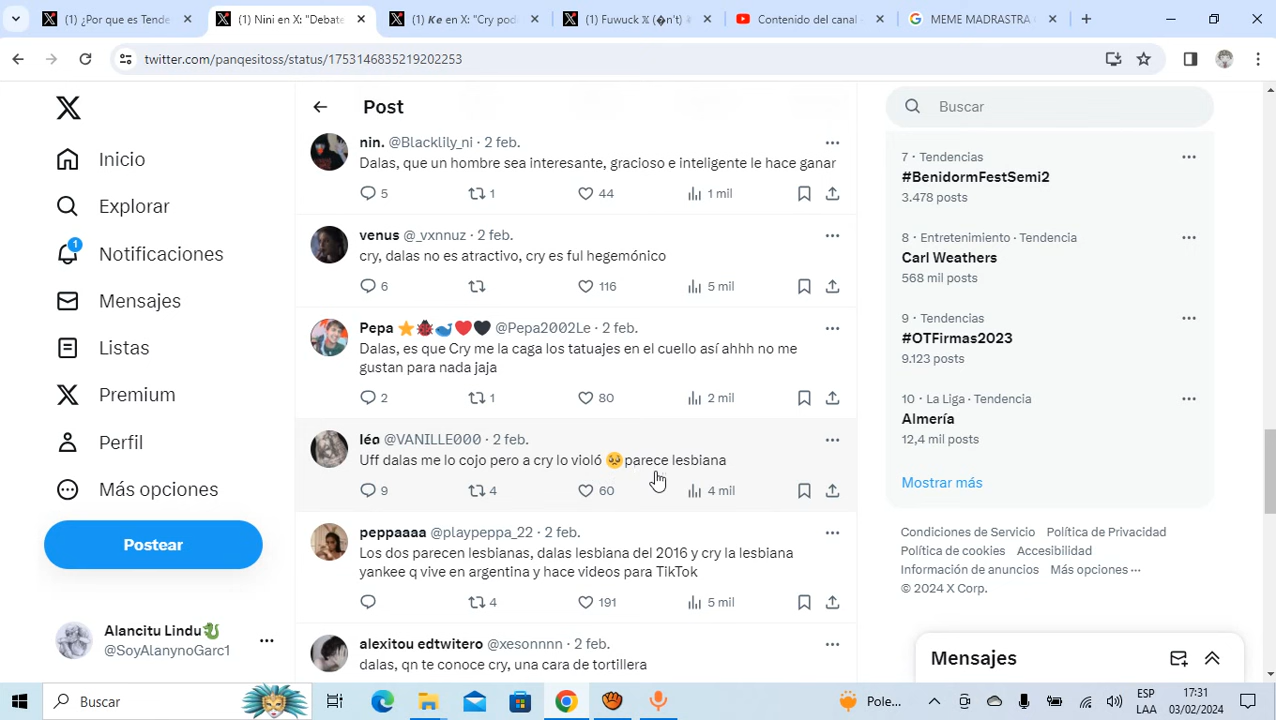 (1) ¿Por que es Tende
(1) Nini en X: "Debate
(1) Ke en X: "Cry pod
(1) Fuwuck 𝕏 (�n't)
Contenido del canal
MEME MADRASTRA
twitter.com/panqesitoss/status/1753146835219202253
Inicio
Explorar
1
Notificaciones
Mensajes
Listas
Premium
Perfil
Más opciones
Postear
Alancitu Lindu🐉
@SoyAlanynoGarc1
Post
nin. @Blacklily_ni · 2 feb.
Dalas, que un hombre sea interesante, gracioso e inteligente le hace ganar
5 1 44 1 mil
venus @_vxnnuz · 2 feb.
cry, dalas no es atractivo, cry es ful hegemónico
6 116 5 mil
Pepa ⭐🐞🐳❤️🖤 @Pepa2002Le · 2 feb.
Dalas, es que Cry me la caga los tatuajes en el cuello así ahhh no me
gustan para nada jaja
2 1 80 2 mil
léø @VANILLE000 · 2 feb.
Uff dalas me lo cojo pero a cry lo violó 🥺parece lesbiana
9 4 60 4 mil
peppaaaa @playpeppa_22 · 2 feb.
Los dos parecen lesbianas, dalas lesbiana del 2016 y cry la lesbiana
yankee q vive en argentina y hace videos para TikTok
4 191 5 mil
alexitou edtwitero @xesonnnn · 2 feb.
dalas, qn te conoce cry, una cara de tortillera
Buscar
7 · Tendencias
#BenidormFestSemi2
3.478 posts
8 · Entretenimiento · Tendencia
Carl Weathers
568 mil posts
9 · Tendencias
#OTFirmas2023
9.123 posts
10 · La Liga · Tendencia
Almería
12,4 mil posts
Mostrar más
Condiciones de Servicio Política de Privacidad
Política de cookies Accesibilidad
Información de anuncios Más opciones ···
© 2024 X Corp.
Mensajes
Buscar
Pole...
ESP
LAA
17:31
03/02/2024